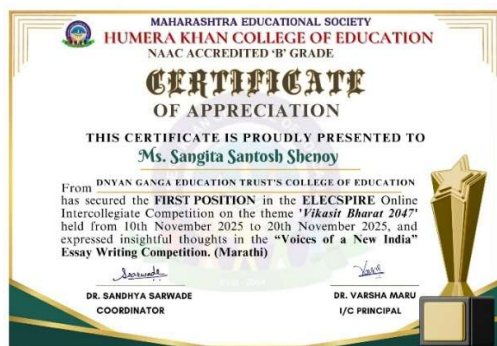 MAHARASHTRA EDUCATIONAL SOCIETY
HUMERA KHAN COLLEGE OF EDUCATION
NAAC ACCREDITED 'B' GRADE
CERTIFICATE
OF APPRECIATION
THIS CERTIFICATE IS PROUDLY PRESENTED TO
Ms. Sangita Santosh Shenoy
From DNYAN GANGA EDUCATION TRUST'S COLLEGE OF EDUCATION
has secured the FIRST POSITION in the ELECSPIRE Online
Intercollegiate Competition on the theme 'Vikasit Bharat 2047'
held from 10th November 2025 to 20th November 2025, and
expressed insightful thoughts in the "Voices of a New India"
Essay Writing Competition. (Marathi)
DR. SANDHYA SARWADE
COORDINATOR
DR. VARSHA MARU
I/C PRINCIPAL